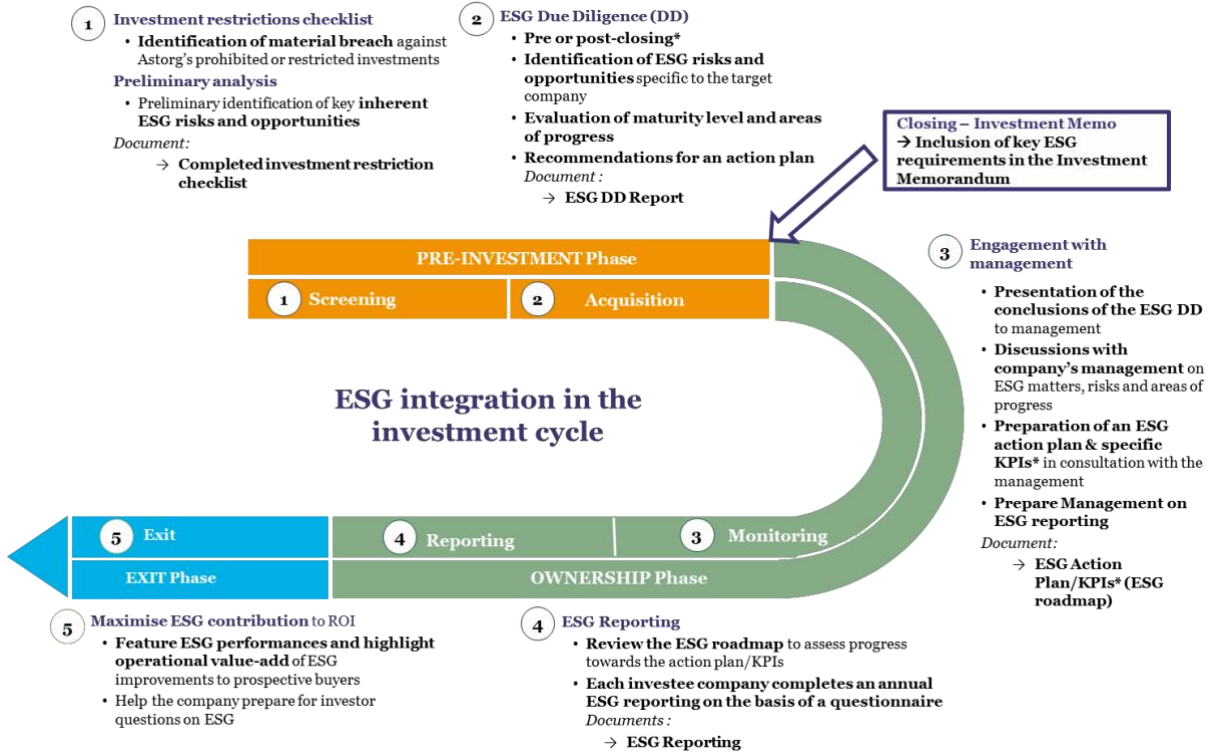 1 Investment restrictions checklist
• Identification of material breach against
Astorg's prohibited or restricted investments
Preliminary analysis
• Preliminary identification of key inherent
ESG risks and opportunities
Document:
→ Completed investment restriction
checklist
2 ESG Due Diligence (DD)
• Pre or post-closing*
• Identification of ESG risks and
opportunities specific to the target
company
• Evaluation of maturity level and areas
of progress
• Recommendations for an action plan
Document :
→ ESG DD Report
Closing – Investment Memo
→ Inclusion of key ESG
requirements in the Investment
Memorandum
PRE-INVESTMENT Phase
1 Screening
2 Acquisition
3 Engagement with
management
• Presentation of the
conclusions of the ESG DD
to management
• Discussions with
company's management on
ESG matters, risks and areas of
progress
• Preparation of an ESG
action plan & specific
KPIs* in consultation with the
management
• Prepare Management on
ESG reporting
Document:
→ ESG Action
Plan/KPIs* (ESG
roadmap)
ESG integration in the
investment cycle
5 Exit
4 Reporting
3 Monitoring
EXIT Phase
OWNERSHIP Phase
5 Maximise ESG contribution to ROI
• Feature ESG performances and highlight
operational value-add of ESG
improvements to prospective buyers
• Help the company prepare for investor
questions on ESG
4 ESG Reporting
• Review the ESG roadmap to assess progress
towards the action plan/KPIs
• Each investee company completes an annual
ESG reporting on the basis of a questionnaire
Documents :
→ ESG Reporting